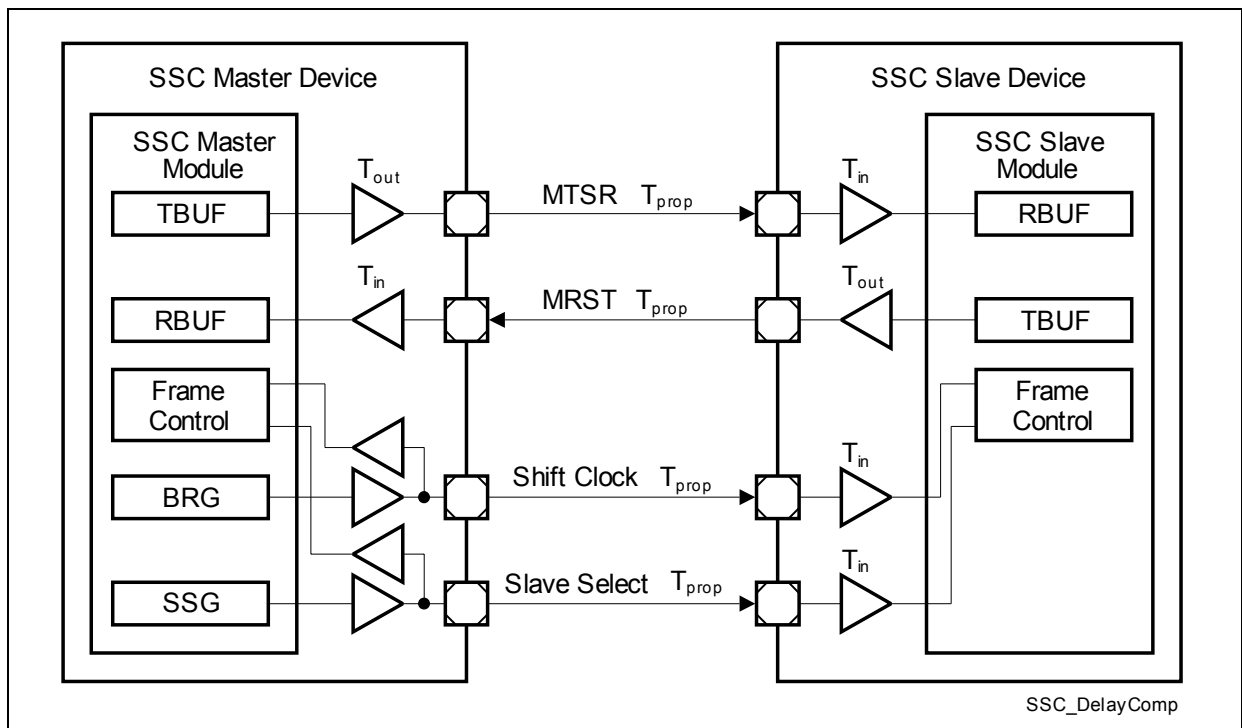 SSC Master Device
SSC Slave Device
SSC Master
Module
SSC Slave
Module
TBUF
Tout
MTSR Tprop
Tin
RBUF
RBUF
Tin
MRST Tprop
Tout
TBUF
Frame
Control
Frame
Control
BRG
Shift Clock Tprop
Tin
SSG
Slave Select Tprop
Tin
SSC_DelayComp